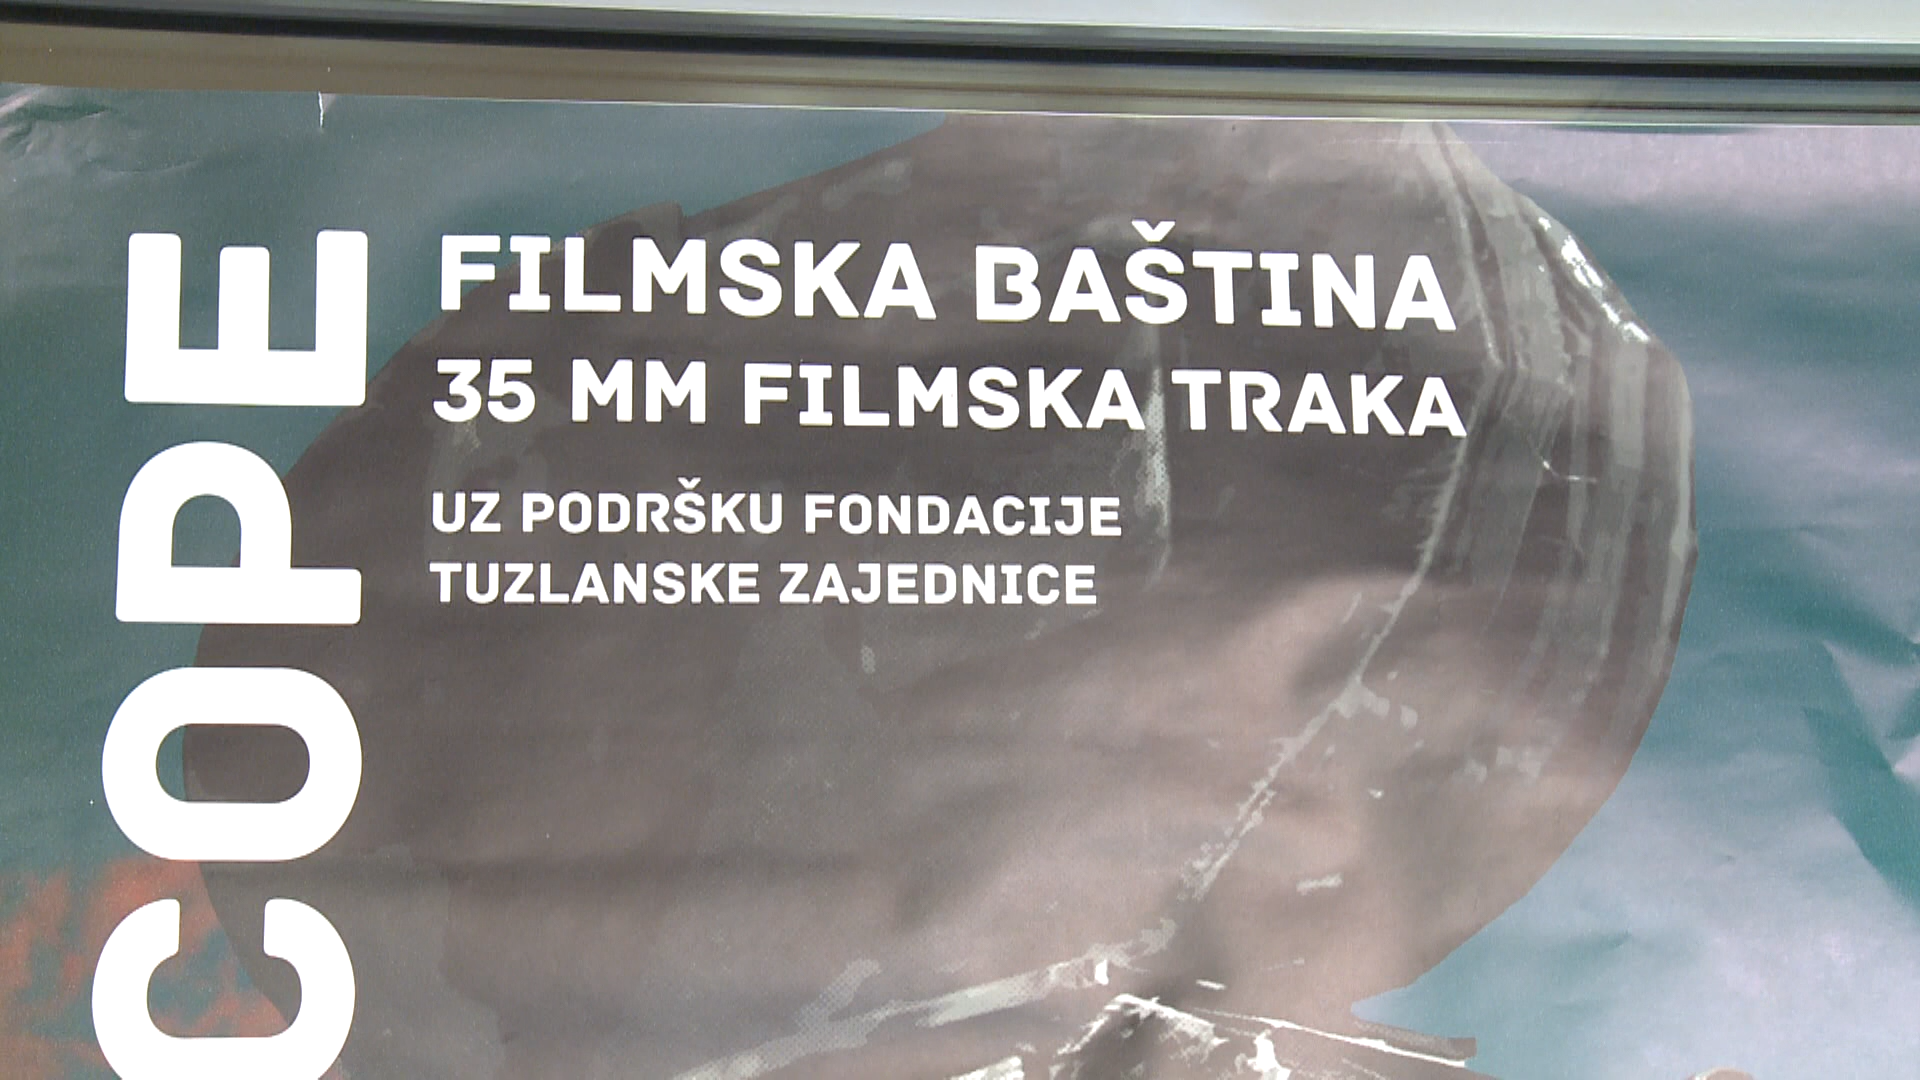 COPE
FILMSKA BAŠTINA
35 MM FILMSKA TRAKA
UZ PODRŠKU FONDACIJE
TUZLANSKE ZAJEDNICE